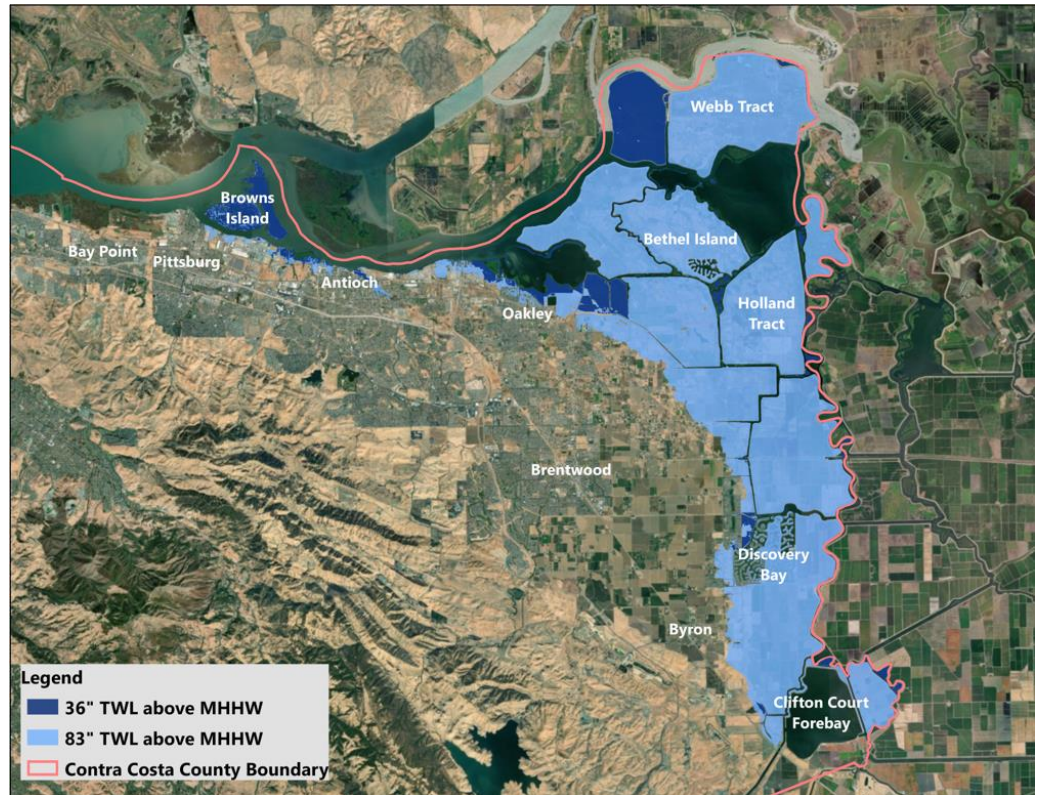 Webb Tract
Browns
Island
Bethel Island
Bay Point
Pittsburg
Antioch
Oakley
Holland
Tract
Brentwood
Discovery
Bay
Byron
Clifton Court
Forebay
Legend
36" TWL above MHHW
83" TWL above MHHW
Contra Costa County Boundary